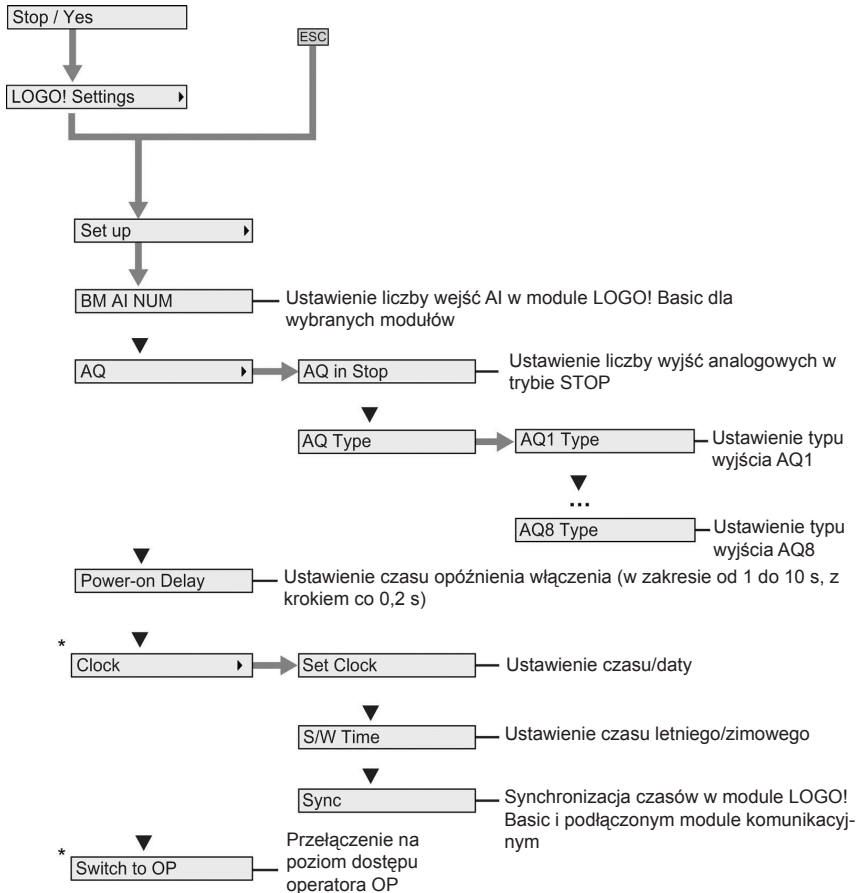 Stop / Yes
ESC
LOGO! Settings
Set up
BM AI NUM
Ustawienie liczby wejść AI w module LOGO! Basic dla
wybranych modułów
AQ
AQ in Stop
Ustawienie liczby wyjść analogowych w
trybie STOP
AQ Type
AQ1 Type
Ustawienie typu
wyjścia AQ1
...
AQ8 Type
Ustawienie typu
wyjścia AQ8
Power-on Delay
Ustawienie czasu opóźnienia włączenia (w zakresie od 1 do 10 s, z
krokiem co 0,2 s)
*
Clock
Set Clock
Ustawienie czasu/daty
S/W Time
Ustawienie czasu letniego/zimowego
Sync
Synchronizacja czasów w module LOGO!
Basic i podłączonym module komunikacyj-
nym
*
Switch to OP
Przełączenie na
poziom dostępu
operatora OP